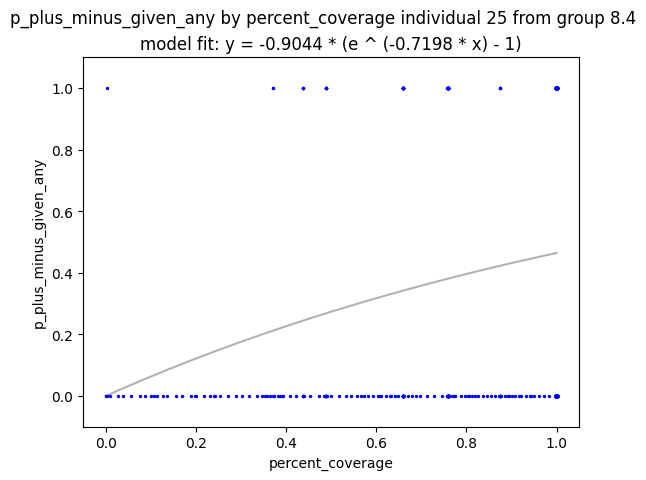 p_plus_minus_given_any by percent_coverage individual 25 from group 8.4
model fit: y = -0.9044 * (e ^ (-0.7198 * x) - 1)
1.0
0.8
0.6
0.4
0.2
0.0
p_plus_minus_given_any
0.0 0.2 0.4 0.6 0.8 1.0
percent_coverage